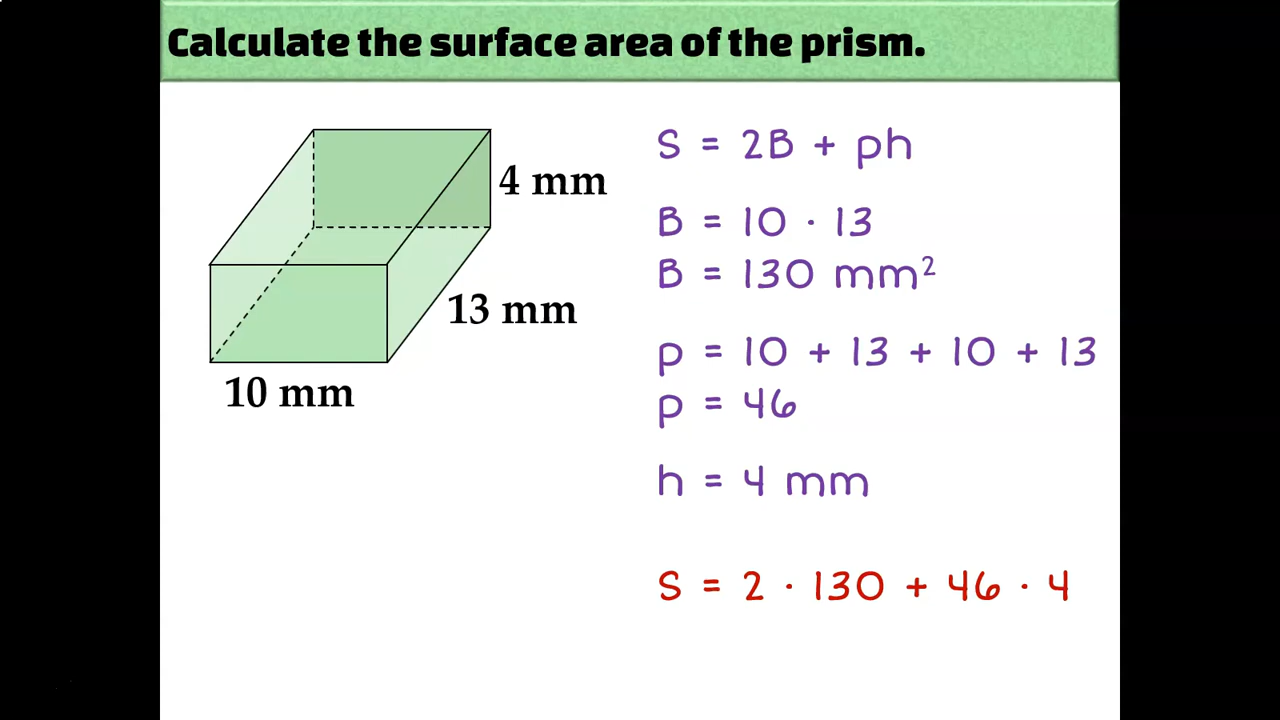 Calculate the surface area of the prism.
4 mm
13 mm
10 mm
S = 2B + ph
B = 10 · 13
B = 130 mm²
p = 10 + 13 + 10 + 13
p = 46
h = 4 mm
S = 2 · 130 + 46 · 4